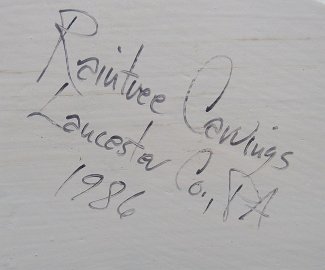 Raintree Carvings
Lancaster Co., PA
1986